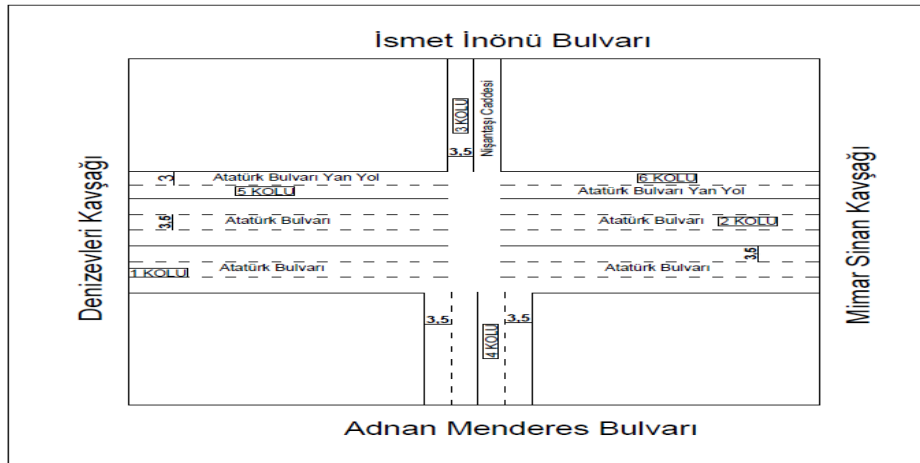 İsmet İnönü Bulvarı
3 KOLU
Nişantaşı Caddesi
3,5
3
Atatürk Bulvarı Yan Yol
5 KOLU
6 KOLU
Atatürk Bulvarı Yan Yol
Denizevleri Kavşağı
3,5
Atatürk Bulvarı
Atatürk Bulvarı
2 KOLU
Mimar Sinan Kavşağı
1 KOLU
Atatürk Bulvarı
Atatürk Bulvarı
3,5
3,5
4 KOLU
3,5
Adnan Menderes Bulvarı